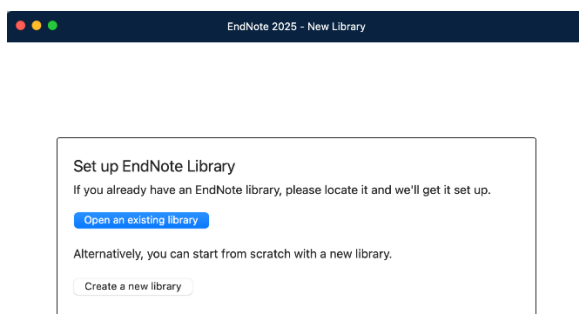 EndNote 2025 - New Library
Set up EndNote Library
If you already have an EndNote library, please locate it and we'll get it set up.
Open an existing library
Alternatively, you can start from scratch with a new library.
Create a new library